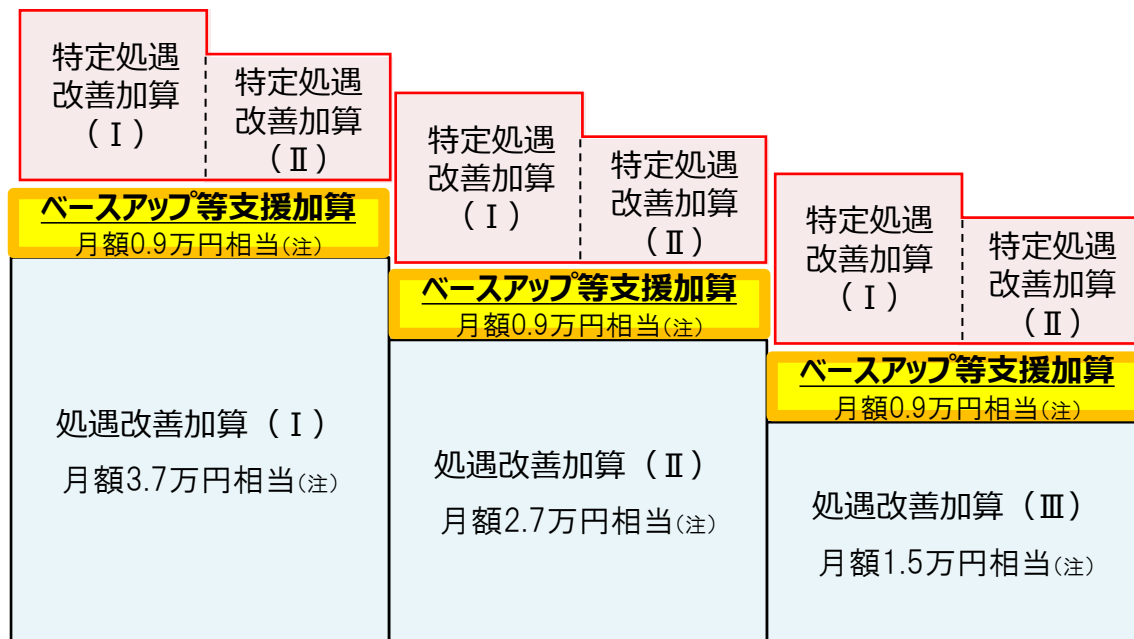 特定処遇
改善加算
（Ⅰ）
特定処遇
改善加算
（Ⅱ）
ベースアップ等支援加算
月額0.9万円相当(注)
処遇改善加算（Ⅰ）
月額3.7万円相当(注)
特定処遇
改善加算
（Ⅰ）
特定処遇
改善加算
（Ⅱ）
ベースアップ等支援加算
月額0.9万円相当(注)
処遇改善加算（Ⅱ）
月額2.7万円相当(注)
特定処遇
改善加算
（Ⅰ）
特定処遇
改善加算
（Ⅱ）
ベースアップ等支援加算
月額0.9万円相当(注)
処遇改善加算（Ⅲ）
月額1.5万円相当(注)